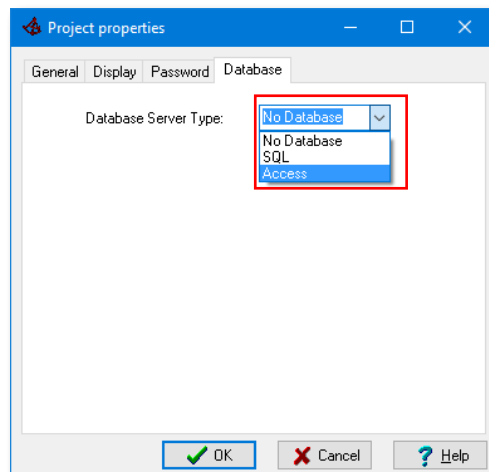 Project properties
General Display Password Database
Database Server Type: No Database
No Database
SQL
Access
OK Cancel ? Help